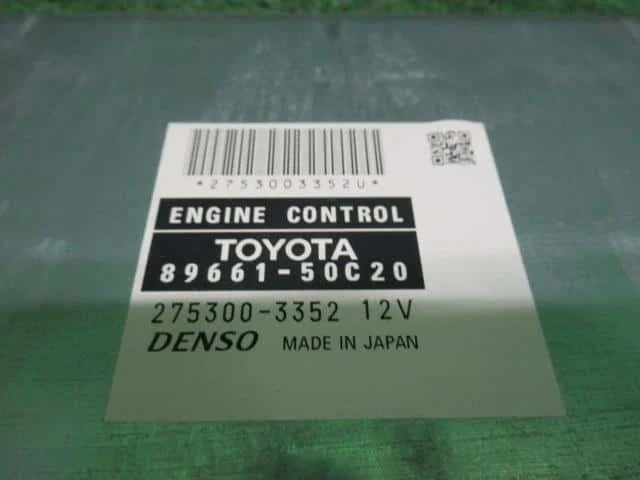 *2753003352U*
ENGINE CONTROL
TOYOTA
89661-50C20
275300-3352 12V
DENSO MADE IN JAPAN